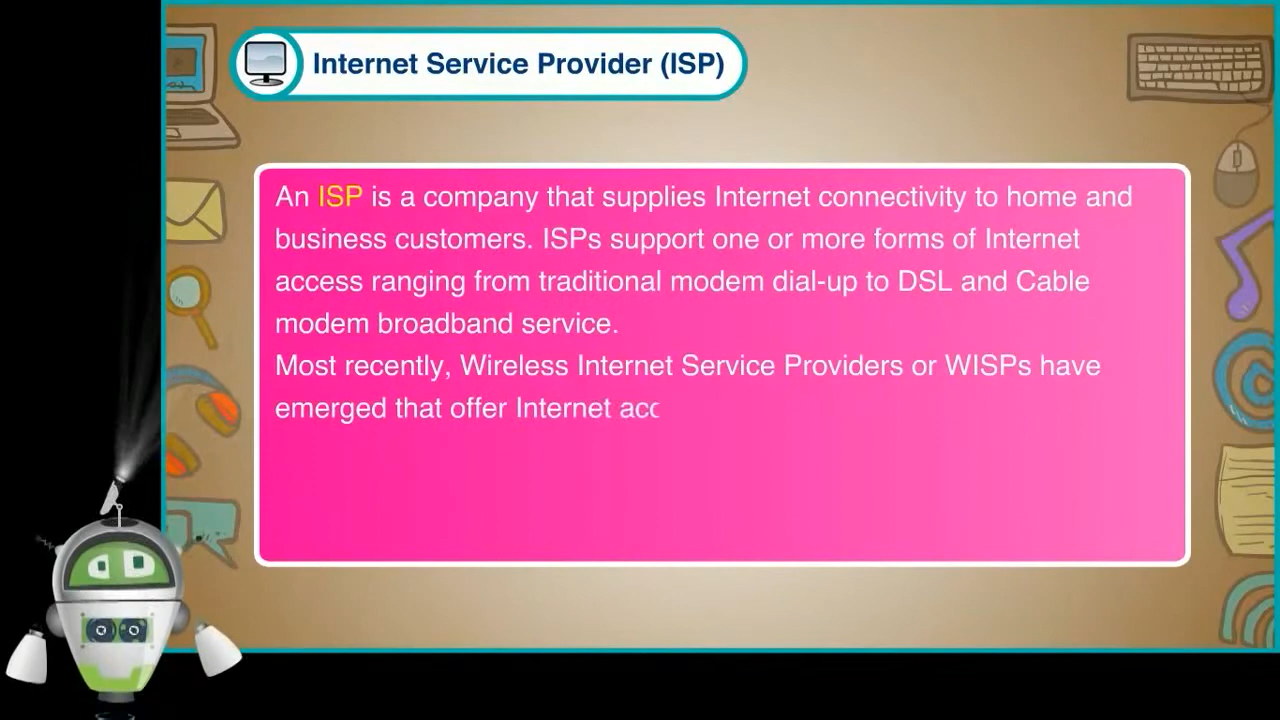 Internet Service Provider (ISP)
An ISP is a company that supplies Internet connectivity to home and
business customers. ISPs support one or more forms of Internet
access ranging from traditional modem dial-up to DSL and Cable
modem broadband service.
Most recently, Wireless Internet Service Providers or WISPs have
emerged that offer Internet acc